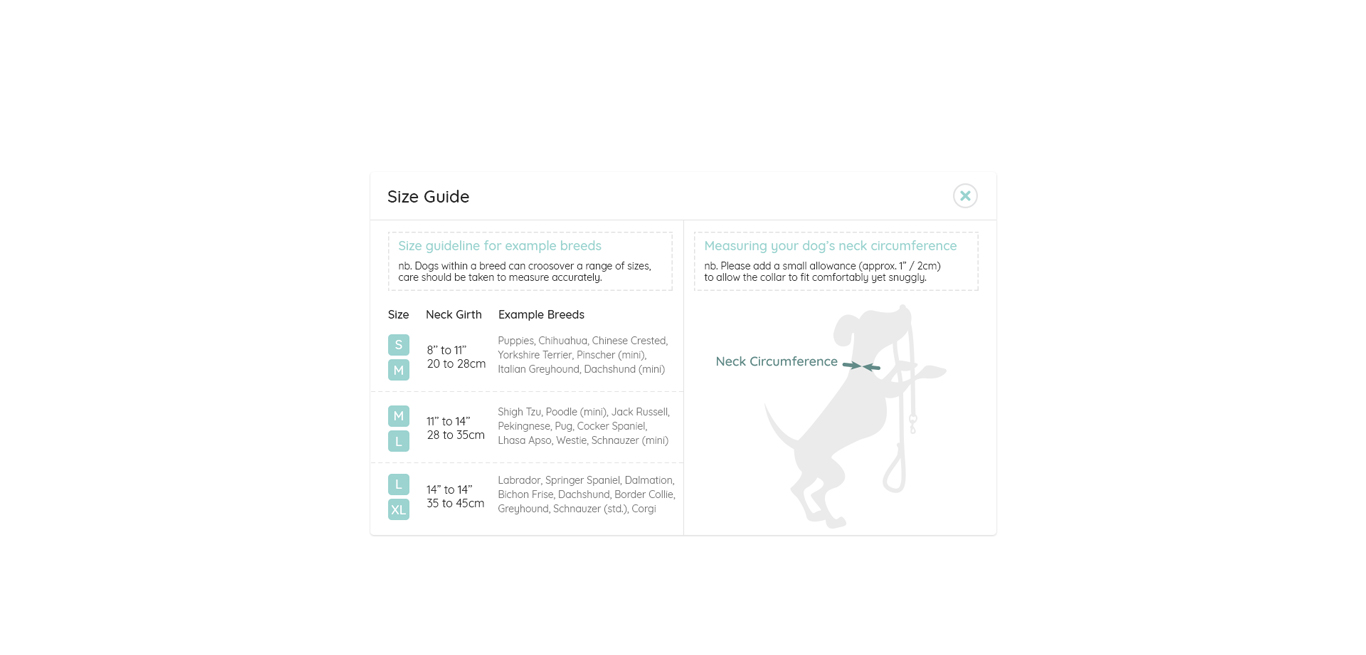 Size Guide
Size guideline for example breeds
nb. Dogs within a breed can croosover a range of sizes,
care should be taken to measure accurately.
Size Neck Girth Example Breeds
S
M
8” to 11”
20 to 28cm
Puppies, Chihuahua, Chinese Crested,
Yorkshire Terrier, Pinscher (mini),
Italian Greyhound, Dachshund (mini)
M
L
11” to 14”
28 to 35cm
Shigh Tzu, Poodle (mini), Jack Russell,
Pekingnese, Pug, Cocker Spaniel,
Lhasa Apso, Westie, Schnauzer (mini)
L
XL
14” to 14”
35 to 45cm
Labrador, Springer Spaniel, Dalmation,
Bichon Frise, Dachshund, Border Collie,
Greyhound, Schnauzer (std.), Corgi
Measuring your dog’s neck circumference
nb. Please add a small allowance (approx. 1” / 2cm)
to allow the collar to fit comfortably yet snuggly.
Neck Circumference